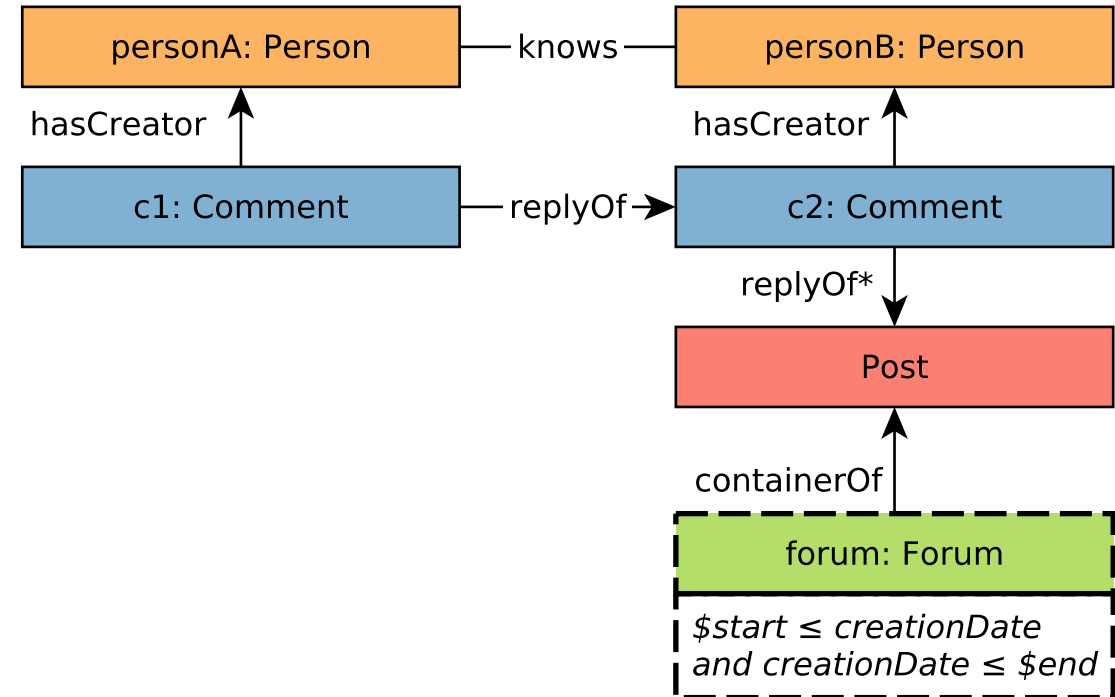 personA: Person
knows
personB: Person
hasCreator
hasCreator
c1: Comment
replyOf
c2: Comment
replyOf*
Post
containerOf
forum: Forum
$start ≤ creationDate
and creationDate ≤ $end